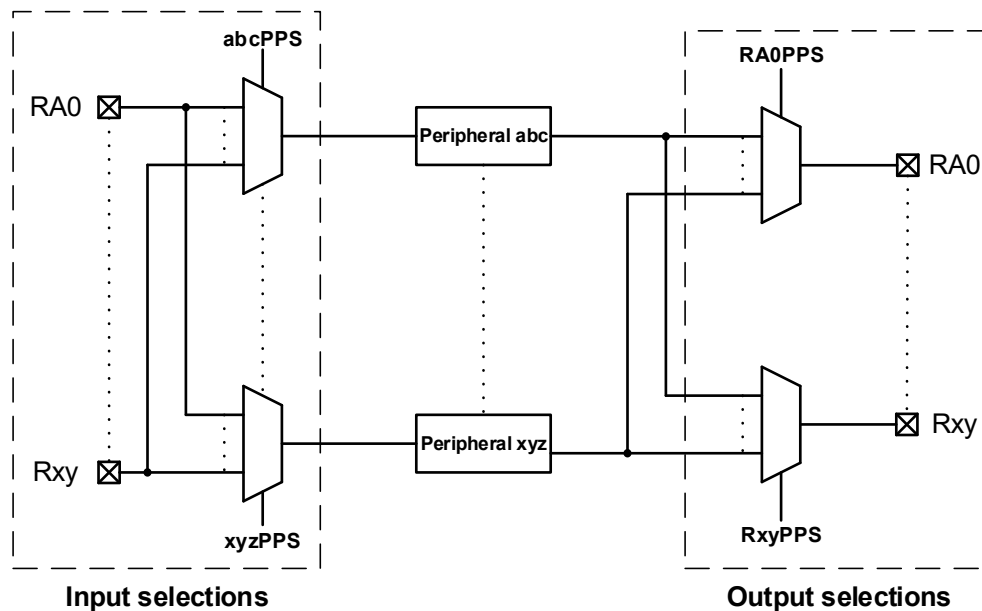 abcPPS
RA0PPS
RA0
Peripheral abc
RA0
Rxy
Peripheral xyz
Rxy
xyzPPS
RxyPPS
Input selections
Output selections